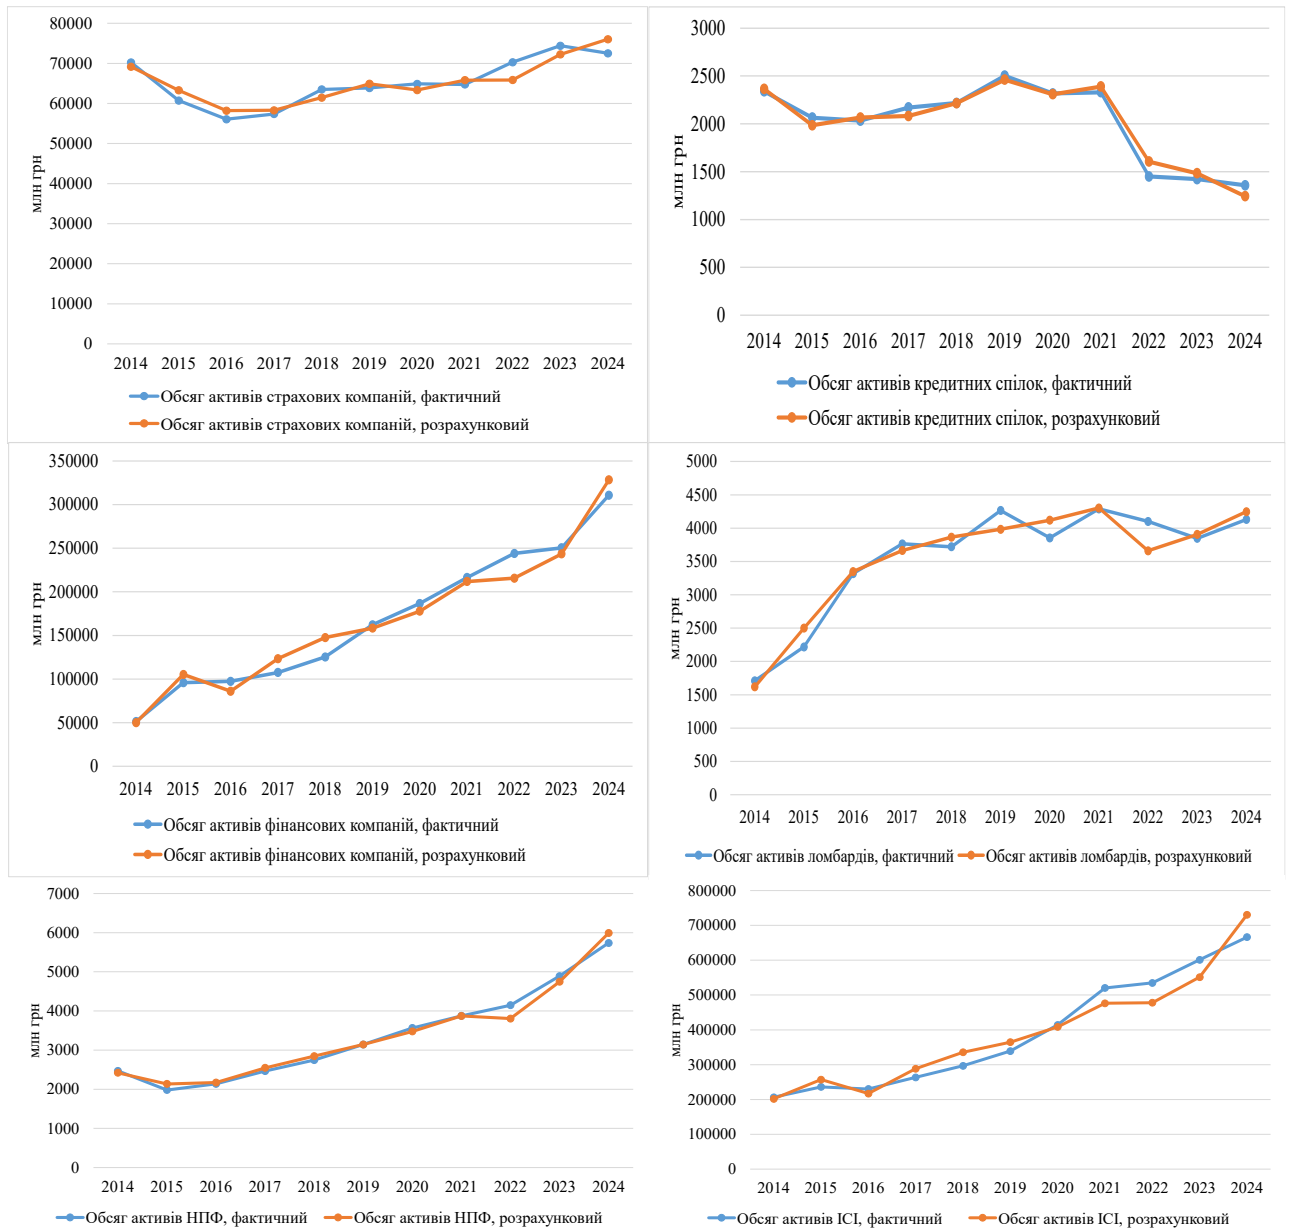 80000
70000
60000
50000
40000
30000
20000
10000
0
млн грн
2014 2015 2016 2017 2018 2019 2020 2021 2022 2023 2024
Обсяг активів страхових компаній, фактичний
Обсяг активів страхових компаній, розрахунковий
3000
2500
2000
1500
1000
500
0
млн грн
2014 2015 2016 2017 2018 2019 2020 2021 2022 2023 2024
Обсяг активів кредитних спілок, фактичний
Обсяг активів кредитних спілок, розрахунковий
350000
300000
250000
200000
150000
100000
50000
0
млн грн
2014 2015 2016 2017 2018 2019 2020 2021 2022 2023 2024
Обсяг активів фінансових компаній, фактичний
Обсяг активів фінансових компаній, розрахунковий
5000
4500
4000
3500
3000
2500
2000
1500
1000
500
0
млн грн
2014 2015 2016 2017 2018 2019 2020 2021 2022 2023 2024
Обсяг активів ломбардів, фактичний Обсяг активів ломбардів, розрахунковий
7000
6000
5000
4000
3000
2000
1000
0
млн грн
2014 2015 2016 2017 2018 2019 2020 2021 2022 2023 2024
Обсяг активів НПФ, фактичний Обсяг активів НПФ, розрахунковий
800000
700000
600000
500000
400000
300000
200000
100000
0
млн грн
2014 2015 2016 2017 2018 2019 2020 2021 2022 2023 2024
Обсяг активів ІСІ, фактичний Обсяг активів ІСІ, розрахунковий